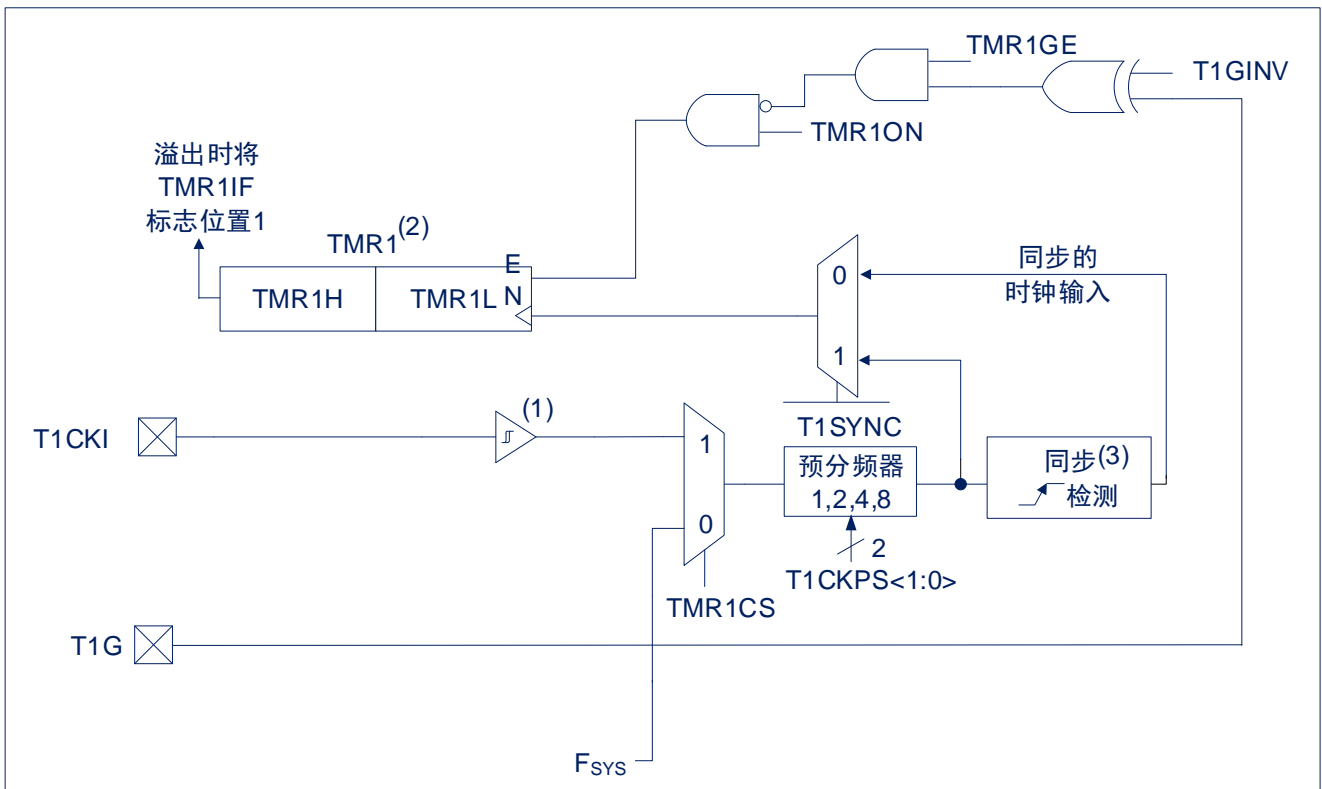 TMR1GE
T1GINV
TMR1ON
溢出时将
TMR1IF
标志位置1
TMR1(2)
EN
TMR1H
TMR1L
0
1
同步的
时钟输入
T1SYNC
T1CKI
(1)
1
0
预分频器
1,2,4,8
同步(3)
检测
2
T1CKPS<1:0>
TMR1CS
T1G
FSYS